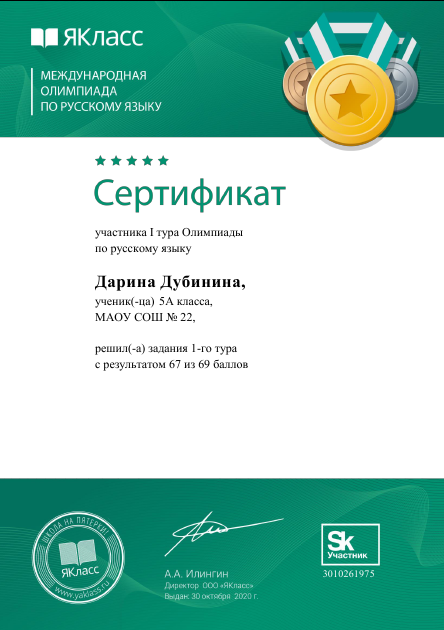 ЯКласс
МЕЖДУНАРОДНАЯ
ОЛИМПИАДА
ПО РУССКОМУ ЯЗЫКУ
Сертификат
участника I тура Олимпиады
по русскому языку
Дарина Дубинина,
ученик(-ца) 5А класса,
МАОУ СОШ № 22,
решил(-а) задания 1-го тура
с результатом 67 из 69 баллов
ШКОЛА НА ПЯТЕРКУ!
ЯКласс
www.yaklass.ru
А.А. Илингин
Директор ООО «ЯКласс»
Выдан: 30 октября 2020 г.
Sk
Участник
3010261975